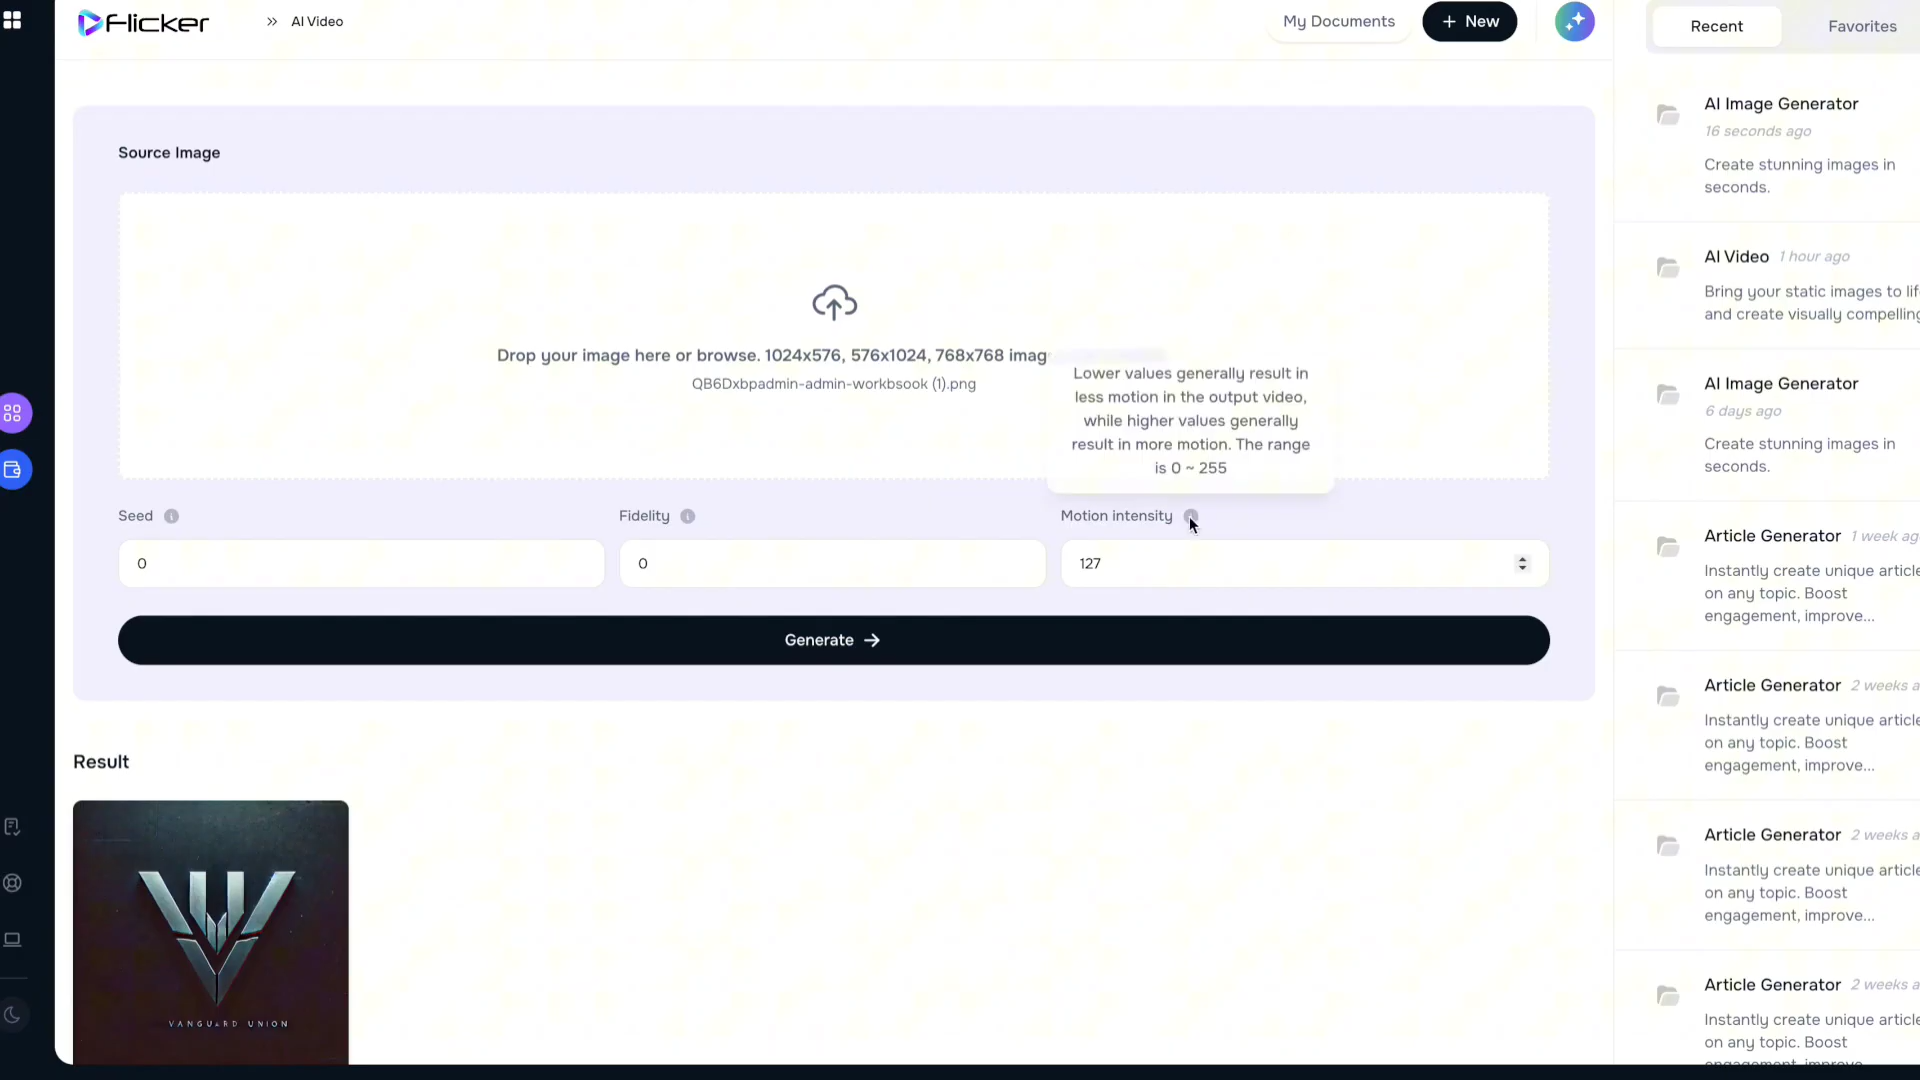 Flicker
AI Video
My Documents
+ New
Recent
Favorites
Source Image
Drop your image here or browse. 1024x576, 576x1024, 768x768 imag
QB6Dxbpadmin-admin-workbsook (1).png
Lower values generally result in
less motion in the output video,
while higher values generally
result in more motion. The range
is 0 ~ 255
Seed
Fidelity
Motion intensity
0
0
127
Generate →
Result
VANGUARD UNION
AI Image Generator
16 seconds ago
Create stunning images in
seconds.
AI Video 1 hour ago
Bring your static images to lif
and create visually compelling
AI Image Generator
6 days ago
Create stunning images in
seconds.
Article Generator 1 week ag
Instantly create unique article
on any topic. Boost
engagement, improve...
Article Generator 2 weeks a
Instantly create unique article
on any topic. Boost
engagement, improve...
Article Generator 2 weeks a
Instantly create unique article
on any topic. Boost
engagement, improve...
Article Generator 2 weeks a
Instantly create unique article
on any topic. Boost
engagement, improve...